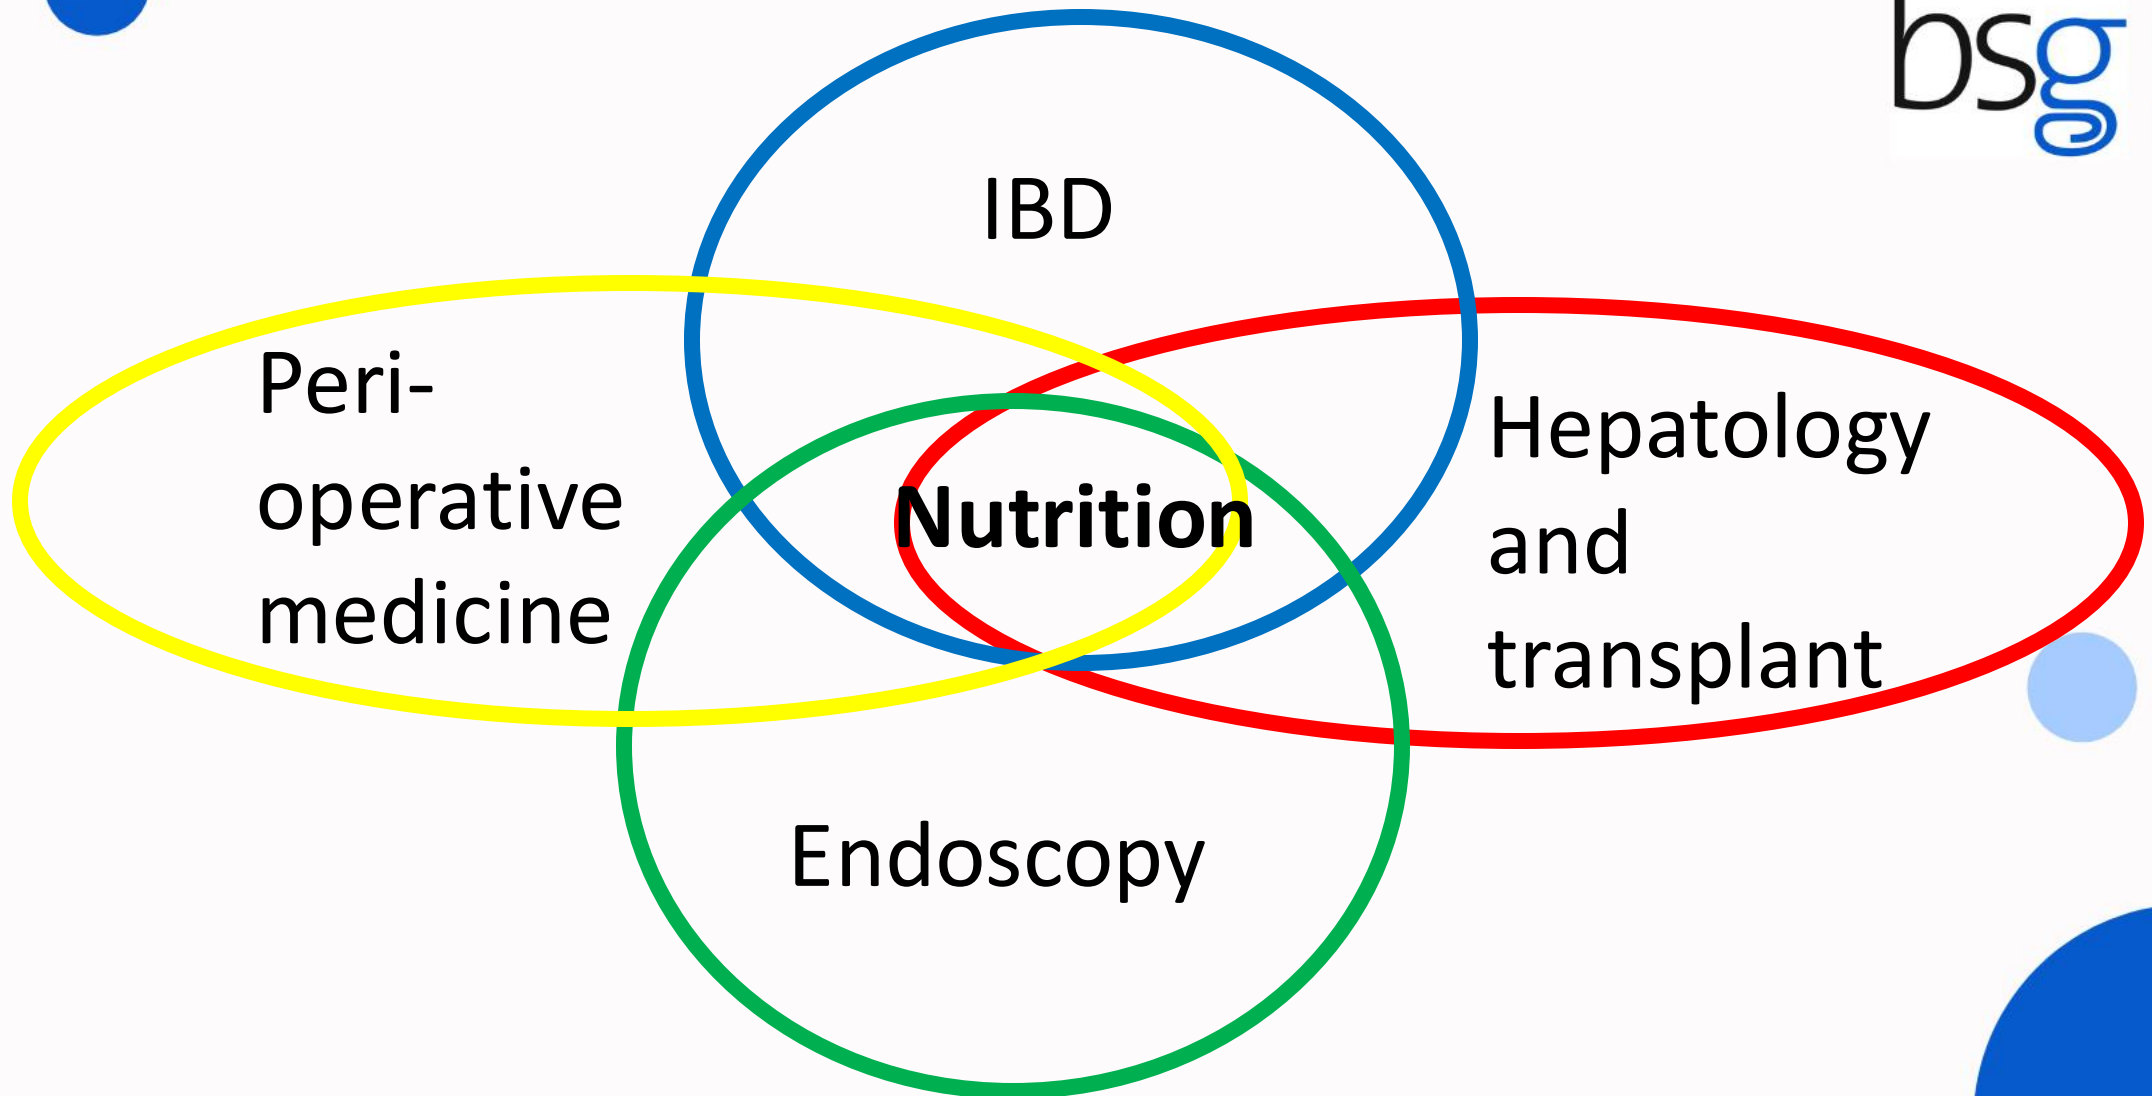 bsg
IBD
Peri-
operative
medicine
Hepatology
and
transplant
Nutrition
Endoscopy